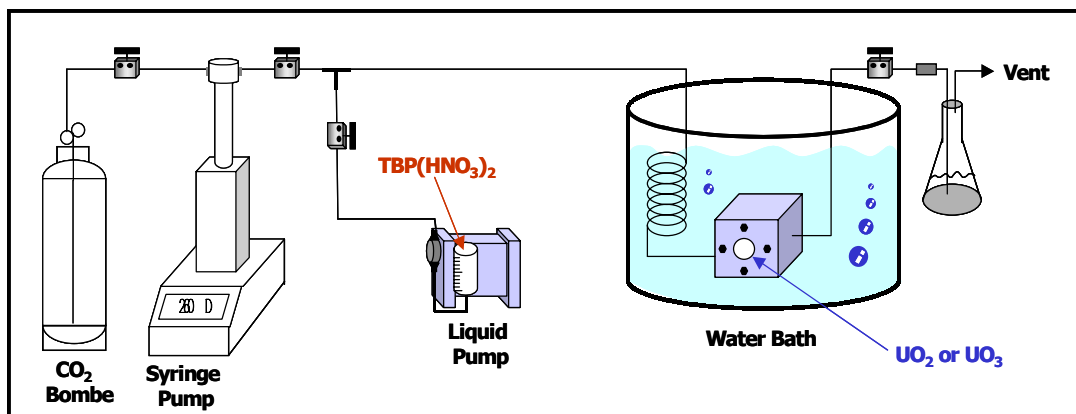 Vent
TBP(HNO₃)₂
260 D
Liquid
Pump
Water Bath
UO₂ or UO₃
CO₂
Bombe
Syringe
Pump